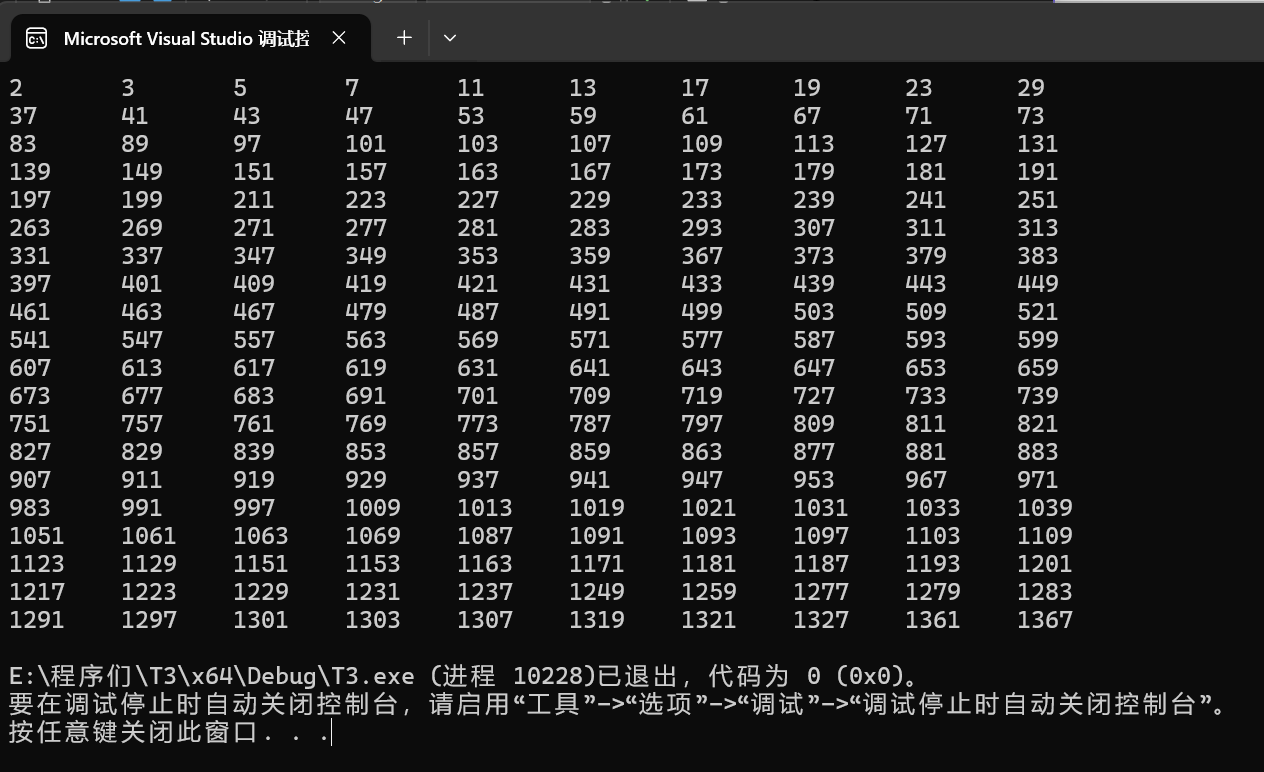 Microsoft Visual Studio 调试控
2 3 5 7 11 13 17 19 23 29
37 41 43 47 53 59 61 67 71 73
83 89 97 101 103 107 109 113 127 131
139 149 151 157 163 167 173 179 181 191
197 199 211 223 227 229 233 239 241 251
263 269 271 277 281 283 293 307 311 313
331 337 347 349 353 359 367 373 379 383
397 401 409 419 421 431 433 439 443 449
461 463 467 479 487 491 499 503 509 521
541 547 557 563 569 571 577 587 593 599
607 613 617 619 631 641 643 647 653 659
673 677 683 691 701 709 719 727 733 739
751 757 761 769 773 787 797 809 811 821
827 829 839 853 857 859 863 877 881 883
907 911 919 929 937 941 947 953 967 971
983 991 997 1009 1013 1019 1021 1031 1033 1039
1051 1061 1063 1069 1087 1091 1093 1097 1103 1109
1123 1129 1151 1153 1163 1171 1181 1187 1193 1201
1217 1223 1229 1231 1237 1249 1259 1277 1279 1283
1291 1297 1301 1303 1307 1319 1321 1327 1361 1367
E:\程序们\T3\x64\Debug\T3.exe (进程 10228)已退出，代码为 0 (0x0)。
要在调试停止时自动关闭控制台，请启用“工具”->“选项”->“调试”->“调试停止时自动关闭控制台”。
按任意键关闭此窗口. . .